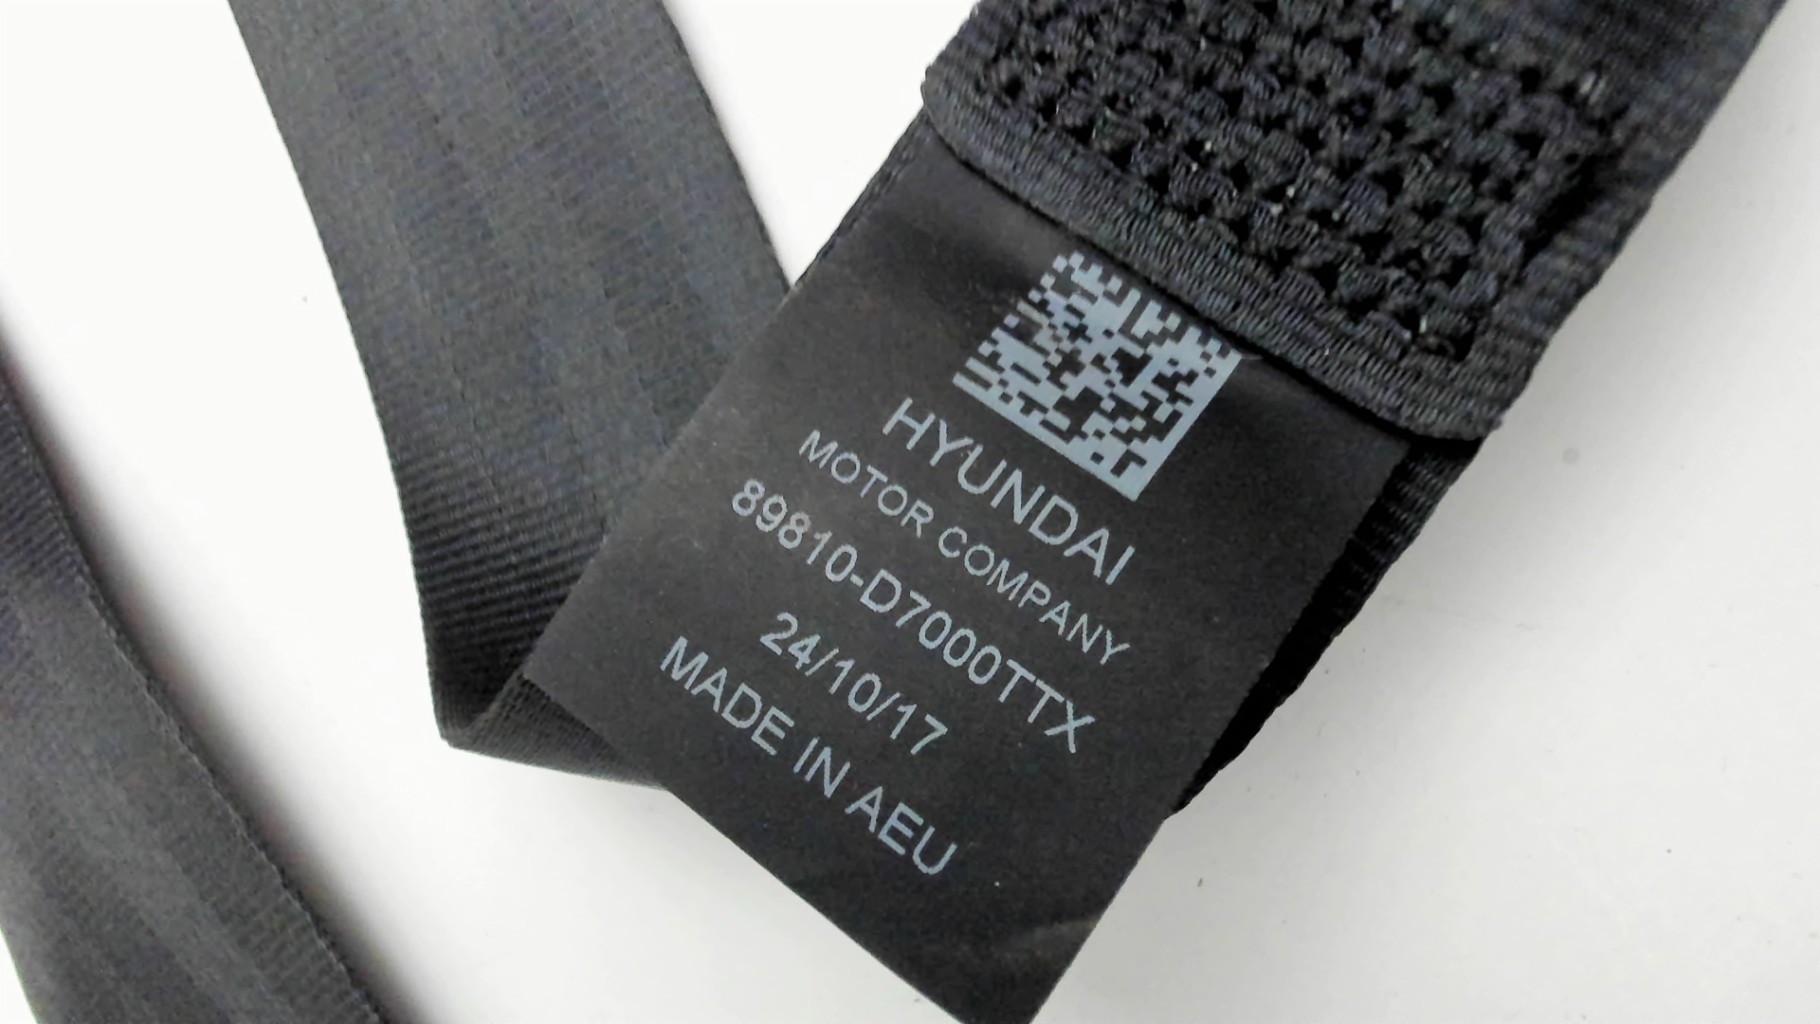 HYUNDAI
MOTOR COMPANY
89810-D7000TTX
24/10/17
MADE IN AEU